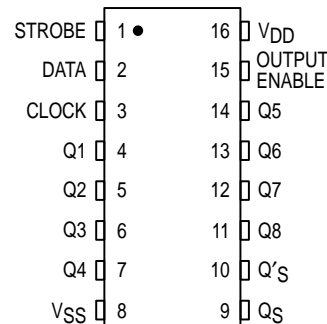 STROBE 1 16 VDD
DATA 2 15 OUTPUT ENABLE
CLOCK 3 14 Q5
Q1 4 13 Q6
Q2 5 12 Q7
Q3 6 11 Q8
Q4 7 10 Q′S
VSS 8 9 QS